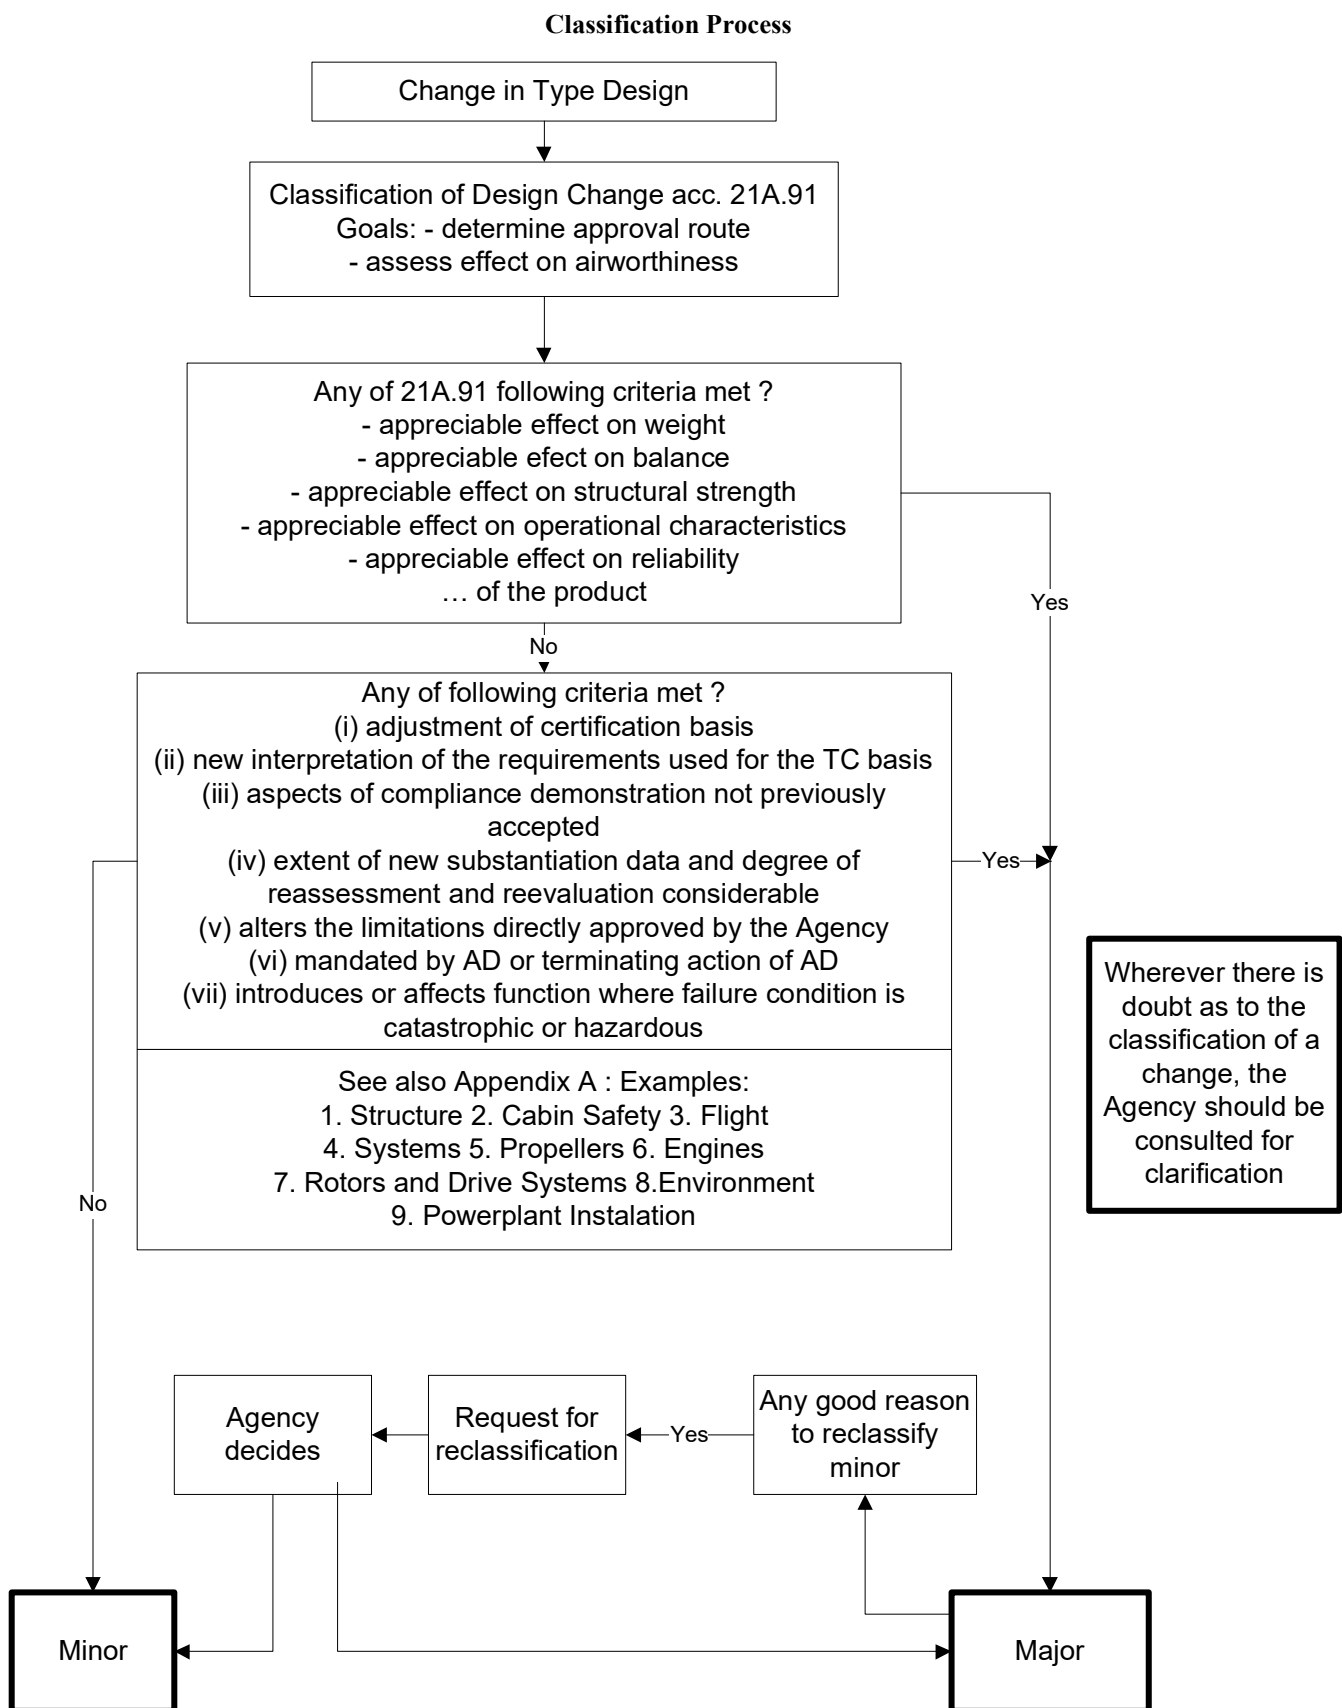 Classification Process
Change in Type Design
Classification of Design Change acc. 21A.91
Goals: - determine approval route
- assess effect on airworthiness
Any of 21A.91 following criteria met ?
- appreciable effect on weight
- appreciable efect on balance
- appreciable effect on structural strength
- appreciable effect on operational characteristics
- appreciable effect on reliability
… of the product
Yes
No
Any of following criteria met ?
(i) adjustment of certification basis
(ii) new interpretation of the requirements used for the TC basis
(iii) aspects of compliance demonstration not previously
accepted
(iv) extent of new substantiation data and degree of
reassessment and reevaluation considerable
(v) alters the limitations directly approved by the Agency
(vi) mandated by AD or terminating action of AD
(vii) introduces or affects function where failure condition is
catastrophic or hazardous
Yes
See also Appendix A : Examples:
1. Structure 2. Cabin Safety 3. Flight
4. Systems 5. Propellers 6. Engines
7. Rotors and Drive Systems 8.Environment
9. Powerplant Instalation
No
Wherever there is
doubt as to the
classification of a
change, the
Agency should be
consulted for
clarification
Agency
decides
Request for
reclassification
Yes
Any good reason
to reclassify
minor
Minor
Major